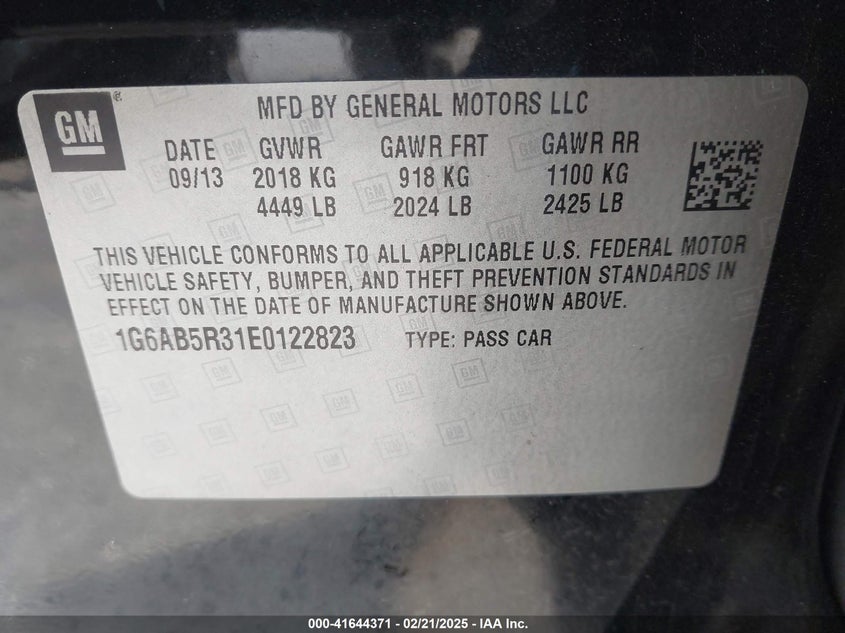 GM
MFD BY GENERAL MOTORS LLC
DATE GVWR GAWR FRT GAWR RR
09/13 2018 KG 918 KG 1100 KG
4449 LB 2024 LB 2425 LB
THIS VEHICLE CONFORMS TO ALL APPLICABLE U.S. FEDERAL MOTOR
VEHICLE SAFETY, BUMPER, AND THEFT PREVENTION STANDARDS IN
EFFECT ON THE DATE OF MANUFACTURE SHOWN ABOVE.
1G6AB5R31E0122823 TYPE: PASS CAR
000-41644371 - 02/21/2025 - IAA Inc.